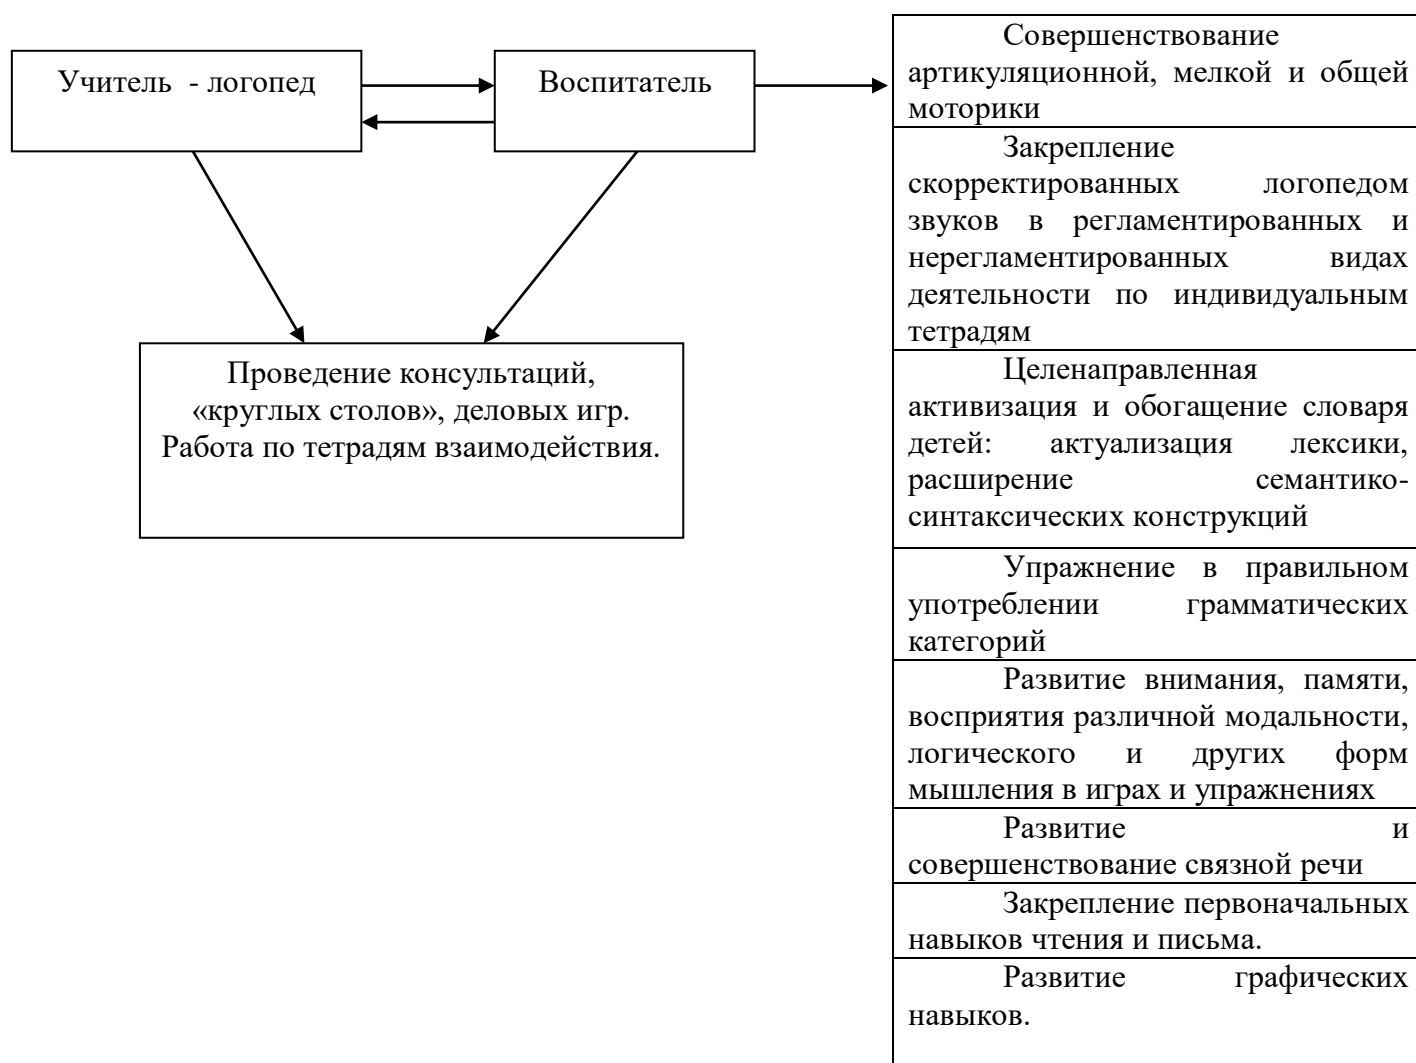 Учитель - логопед
Воспитатель
Проведение консультаций,
«круглых столов», деловых игр.
Работа по тетрадям взаимодействия.
Совершенствование
артикуляционной, мелкой и общей
моторики
Закрепление
скорректированных логопедом
звуков в регламентированных и
нерегламентированных видах
деятельности по индивидуальным
тетрадям
Целенаправленная
активизация и обогащение словаря
детей: актуализация лексики,
расширение семантико-
синтаксических конструкций
Упражнение в правильном
употреблении грамматических
категорий
Развитие внимания, памяти,
восприятия различной модальности,
логического и других форм
мышления в играх и упражнениях
Развитие и
совершенствование связной речи
Закрепление первоначальных
навыков чтения и письма.
Развитие графических
навыков.